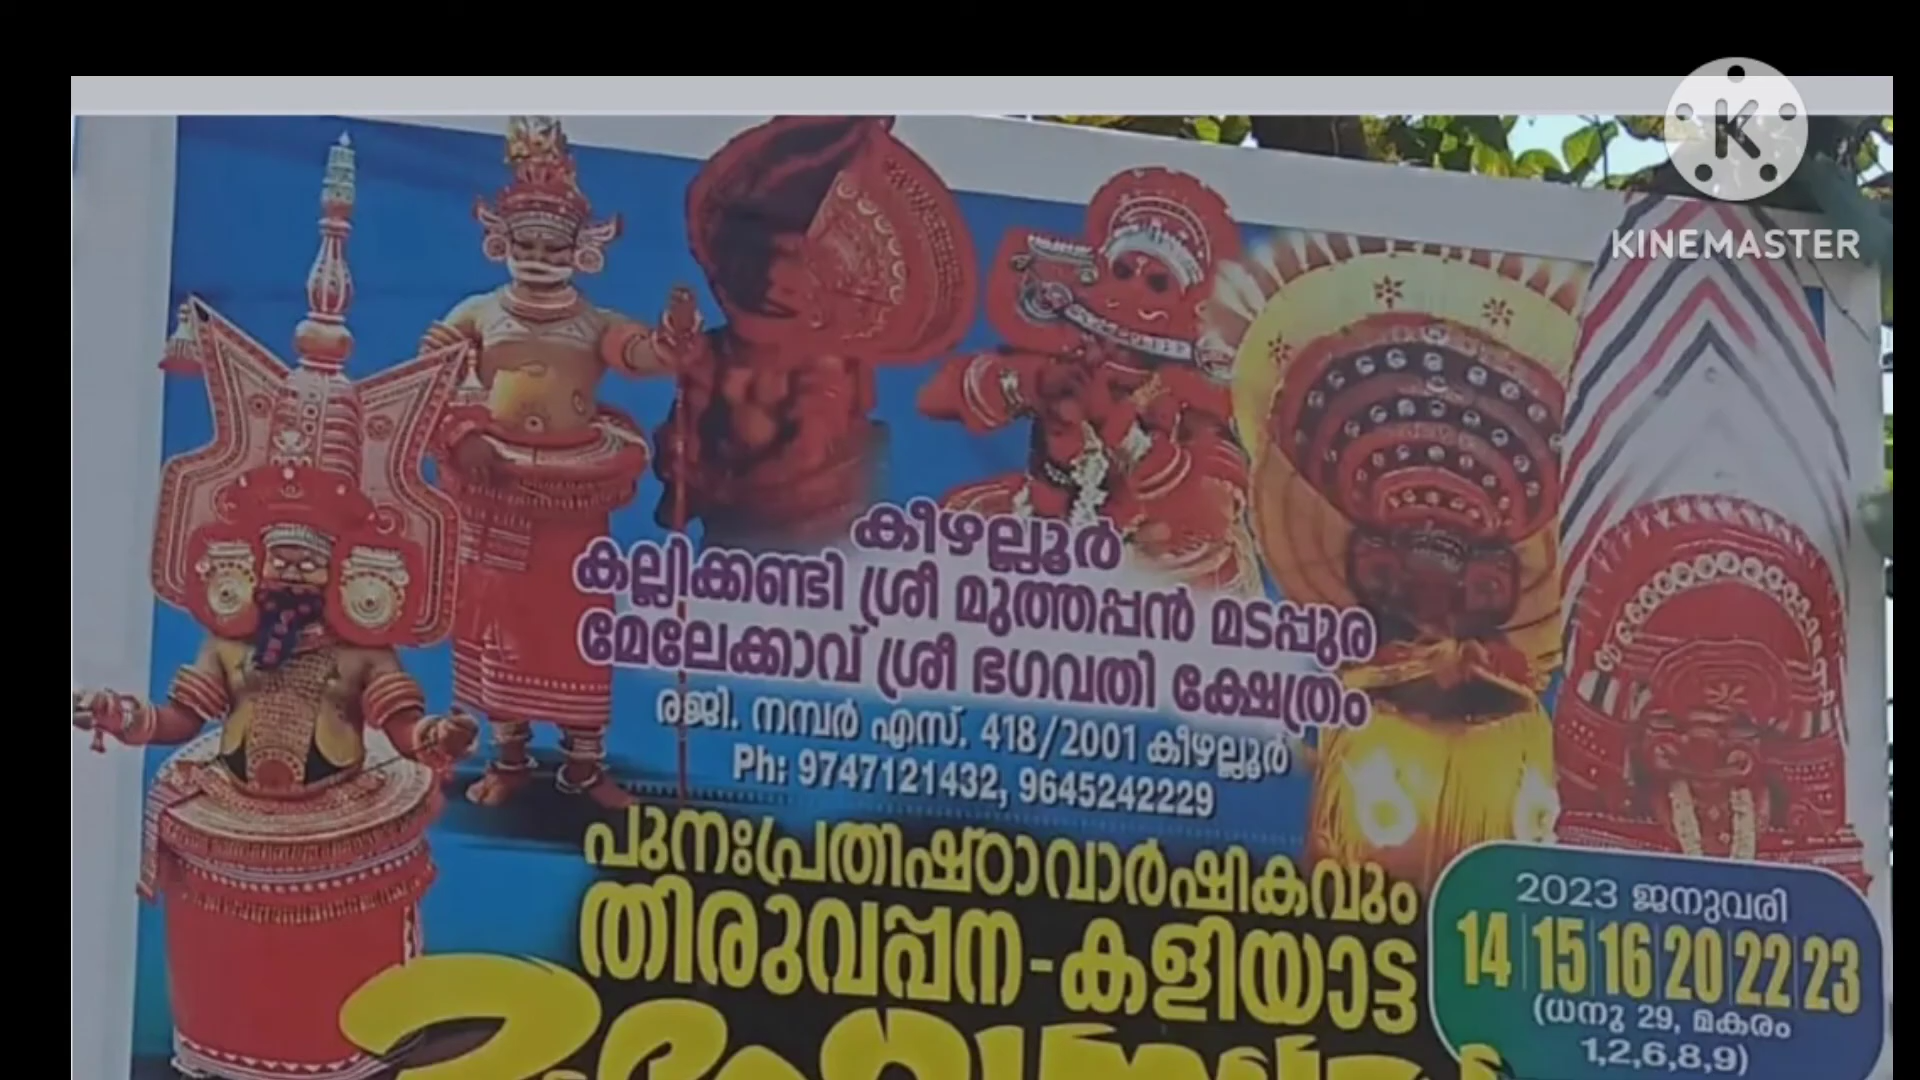 KINEMASTER
കീഴല്ലൂർ
കല്ലിക്കണ്ടി ശ്രീ മുത്തപ്പൻ മടപ്പുര
മേലേക്കാവ് ശ്രീ ഭഗവതി ക്ഷേത്രം
രജി. നമ്പർ എസ്. 418/2001 കീഴല്ലൂർ
Ph: 9747121432, 9645242229
പുനഃപ്രതിഷ്ഠാവാർഷികവും
തിരുവപ്പന-കളിയാട്ട
2023 ജനുവരി
14 15 16 20 22 23
(ധനു 29, മകരം
1,2,6,8,9)